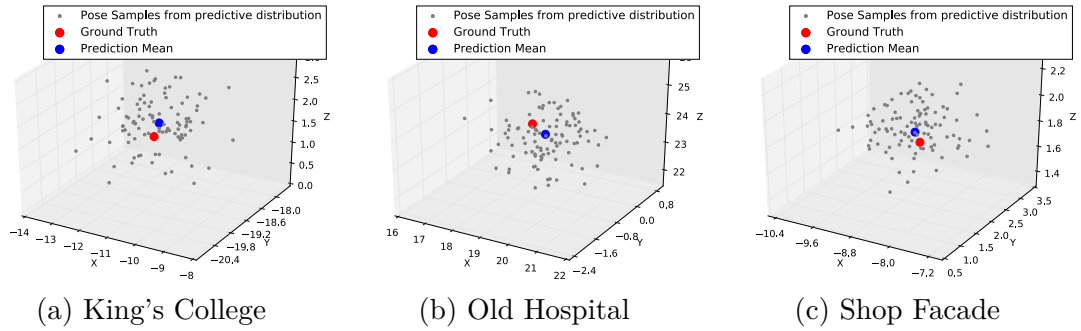 Pose Samples from predictive distribution
Ground Truth
Prediction Mean
2.5
2.0
1.5
1.0
0.5
0.0
Z
−14
−13
−12
−11
−10
−9
−8
X
−20.4
−19.8
−19.2
−18.6
−18.0
Y
(a) King's College
Pose Samples from predictive distribution
Ground Truth
Prediction Mean
25
24
23
22
Z
16
17
18
19
20
21
22
X
−2.4
−1.6
−0.8
0.0
0.8
Y
(b) Old Hospital
Pose Samples from predictive distribution
Ground Truth
Prediction Mean
2.2
2.0
1.8
1.6
1.4
Z
−10.4
−9.6
−8.8
−8.0
−7.2
X
0.5
1.0
1.5
2.0
2.5
3.0
3.5
Y
(c) Shop Facade